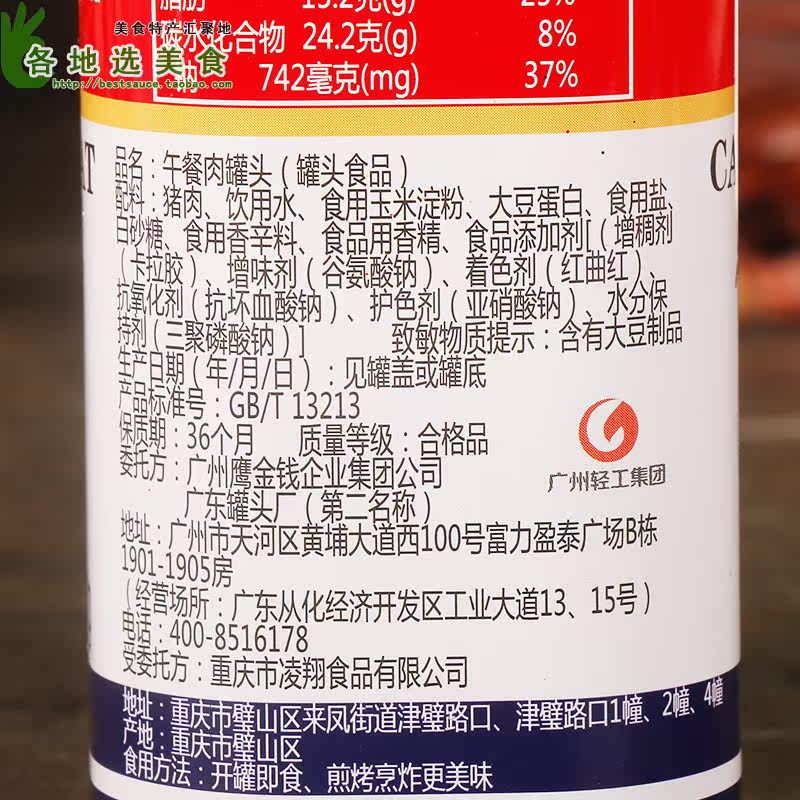 美食特产汇聚地
各地选美食
http://bestsauce.taobao.com
脂肪 15.2克(g) 25%
碳水化合物 24.2克(g) 8%
钠 742毫克(mg) 37%
AT
CA
品名：午餐肉罐头（罐头食品）
配料：猪肉、饮用水、食用玉米淀粉、大豆蛋白、食用盐、
白砂糖、食用香辛料、食品用香精、食品添加剂[（增稠剂
（卡拉胶）、增味剂（谷氨酸钠）、着色剂（红曲红）、
抗氧化剂（抗坏血酸钠）、护色剂（亚硝酸钠）、水分保
持剂（三聚磷酸钠）] 致敏物质提示：含有大豆制品
生产日期（年/月/日）：见罐盖或罐底
产品标准号：GB/T 13213
保质期：36个月 质量等级：合格品
委托方：广州鹰金钱企业集团公司
广东罐头厂（第二名称）
广州轻工集团
地址：广州市天河区黄埔大道西100号富力盈泰广场B栋
1901-1905房
（经营场所：广东从化经济开发区工业大道13、15号）
电话：400-8516178
受委托方：重庆市凌翔食品有限公司
地址：重庆市璧山区来凤街道津璧路口、津璧路口1幢、2幢、4幢
产地：重庆市璧山区
食用方法：开罐即食、煎烤烹炸更美味